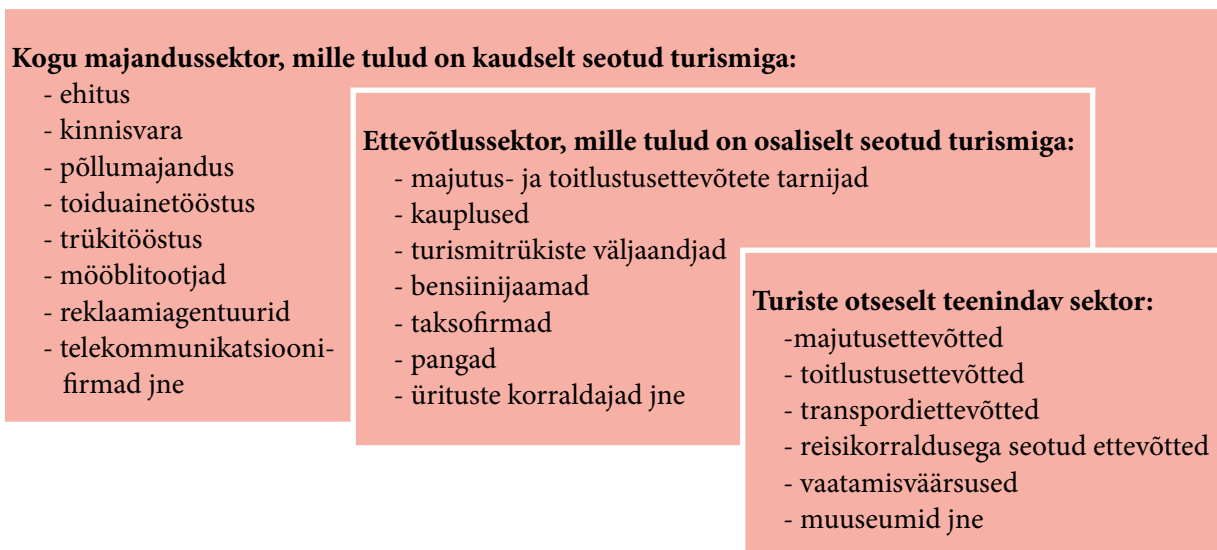 Kogu majandussektor, mille tulud on kaudselt seotud turismiga:
- ehitus
- kinnisvara
- põllumajandus
- toiduainetööstus
- trükitööstus
- mööblitootjad
- reklaamiagentuurid
- telekommunikatsiooni-
firmad jne
Ettevõtlussektor, mille tulud on osaliselt seotud turismiga:
- majutus- ja toitlustusettevõtete tarnijad
- kauplused
- turismitrükiste väljaandjad
- bensiinijaamad
- taksofirmad
- pangad
- ürituste korraldajad jne
Turiste otseselt teenindav sektor:
-majutusettevõtted
- toitlustusettevõtted
- transpordiettevõtted
- reisikorraldusega seotud ettevõtted
- vaatamisväärsused
- muuseumid jne